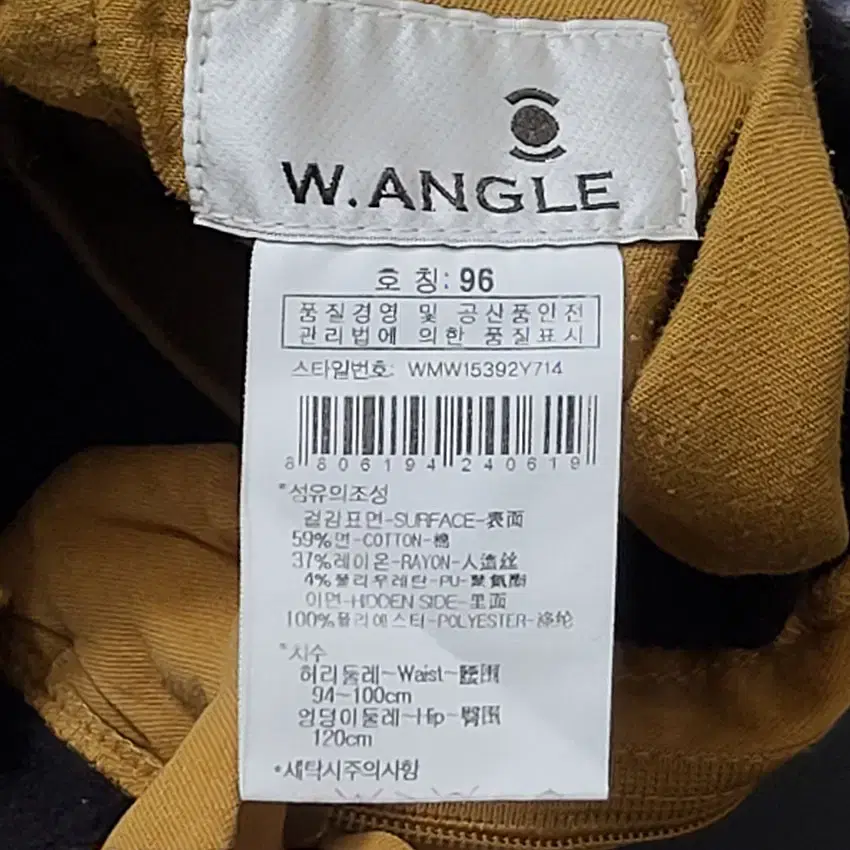 W.ANGLE
호 칭: 96
품질경영 및 공산품안전
관리법에 의한 품질표시
스타일번호: WMW15392Y714
8 806194 240619
*섬유의조성
겉감표면-SURFACE-表面
59%면-COTTON-棉
37%레이온-RAYON-人造丝
4%폴리우레탄-PU-聚氨酯
이면-HIDDEN SIDE-里面
100%폴리에스터-POLYESTER-涤纶
*치수
허리둘레~Waist~腰围
94~100cm
엉덩이둘레~Hip~臀围
120cm
*세탁시주의사항